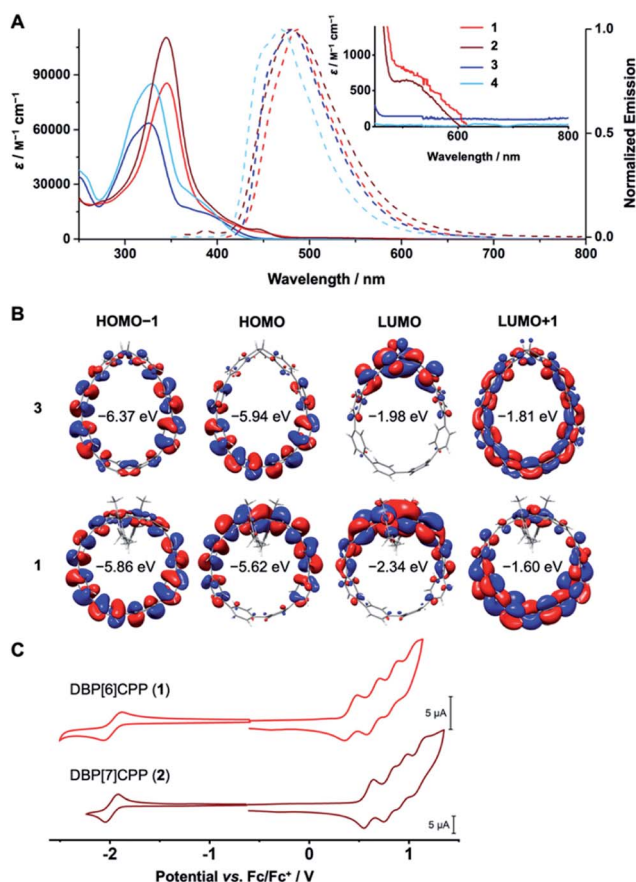 A
ε / M⁻¹ cm⁻¹
90000
60000
30000
0
300 400 500 600 700 800
Wavelength / nm
1.0
0.5
0.0
Normalized Emission
ε / M⁻¹ cm⁻¹
1000
500
0
600 800
Wavelength / nm
1
2
3
4
B
HOMO−1 HOMO LUMO LUMO+1
3
−6.37 eV −5.94 eV −1.98 eV −1.81 eV
1
−5.86 eV −5.62 eV −2.34 eV −1.60 eV
C
DBP[6]CPP (1)
5 µA
DBP[7]CPP (2)
5 µA
-2 -1 0 1
Potential vs. Fc/Fc⁺ / V